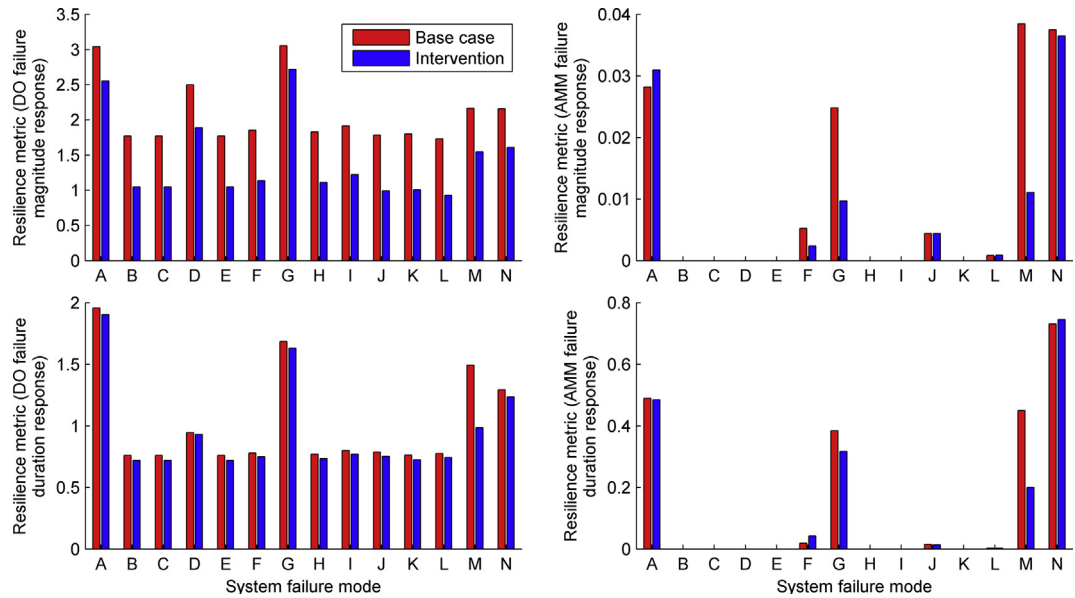 Resilience metric (DO failure
magnitude response)
3.5
3
2.5
2
1.5
1
0.5
0
Base case
Intervention
A B C D E F G H I J K L M N
Resilience metric (AMM failure
magnitude response)
0.04
0.03
0.02
0.01
0
A B C D E F G H I J K L M N
Resilience metric (DO failure
duration response)
2
1.5
1
0.5
0
A B C D E F G H I J K L M N
System failure mode
Resilience metric (AMM failure
duration response)
0.8
0.6
0.4
0.2
0
A B C D E F G H I J K L M N
System failure mode